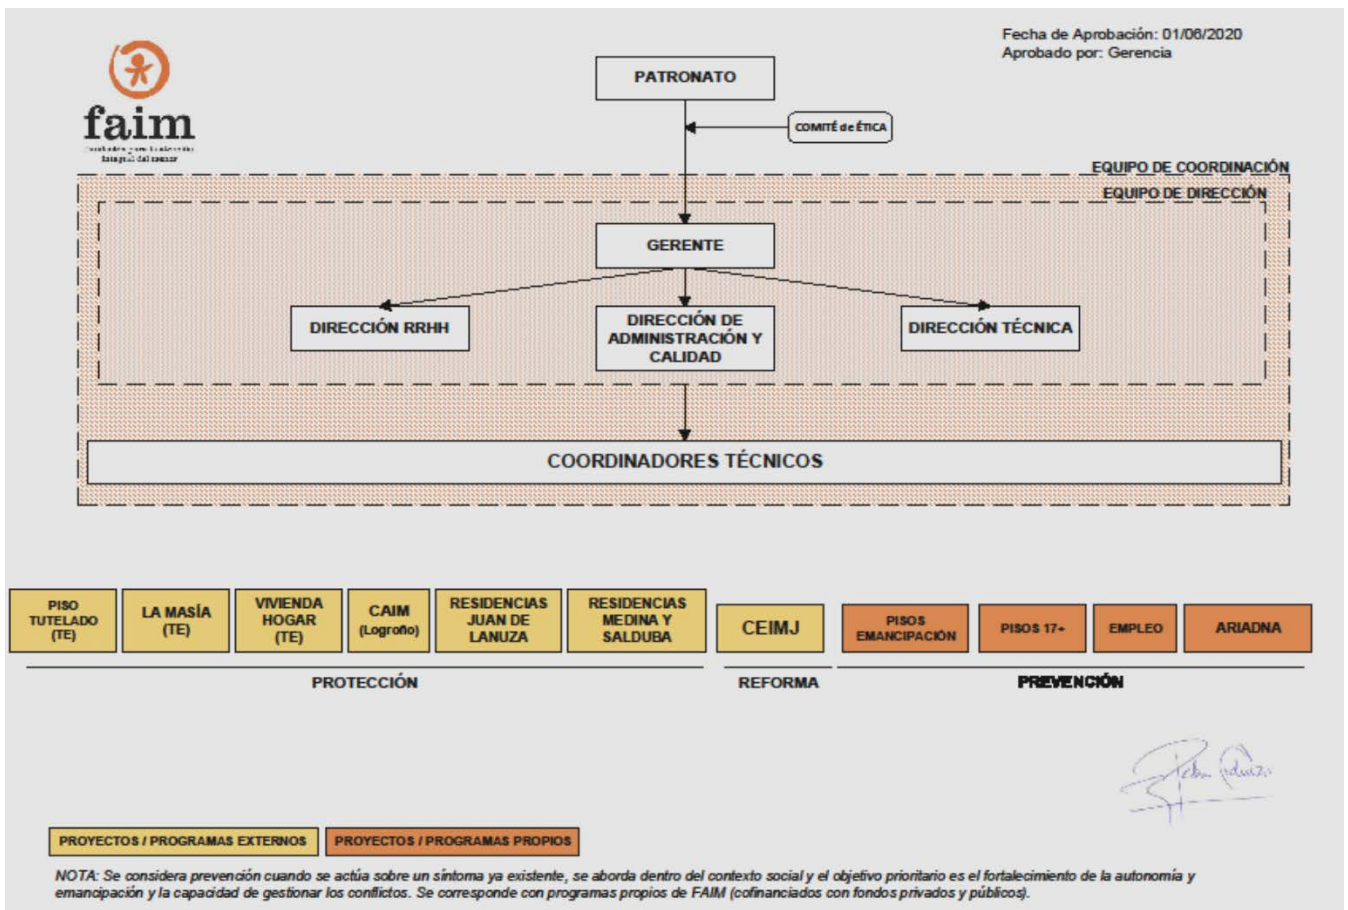 Fecha de Aprobación: 01/06/2020
Aprobado por: Gerencia
faim
Integral del menor
PATRONATO
COMITÉ de ÉTICA
EQUIPO DE COORDINACIÓN
EQUIPO DE DIRECCIÓN
GERENTE
DIRECCIÓN RRHH
DIRECCIÓN DE
ADMINISTRACIÓN Y
CALIDAD
DIRECCIÓN TÉCNICA
COORDINADORES TÉCNICOS
PISO
TUTELADO
(TE)
LA MASÍA
(TE)
VIVIENDA
HOGAR
(TE)
CAIM
(Logroño)
RESIDENCIAS
JUAN DE
LANUZA
RESIDENCIAS
MEDINA Y
SALDUBA
CEIMJ
PISOS
EMANCIPACIÓN
PISOS 17+
EMPLEO
ARIADNA
PROTECCIÓN
REFORMA
PREVENCIÓN
PROYECTOS / PROGRAMAS EXTERNOS
PROYECTOS / PROGRAMAS PROPIOS
NOTA: Se considera prevención cuando se actúa sobre un síntoma ya existente, se aborda dentro del contexto social y el objetivo prioritario es el fortalecimiento de la autonomía y
emancipación y la capacidad de gestionar los conflictos. Se corresponde con programas propios de FAIM (cofinanciados con fondos privados y públicos).